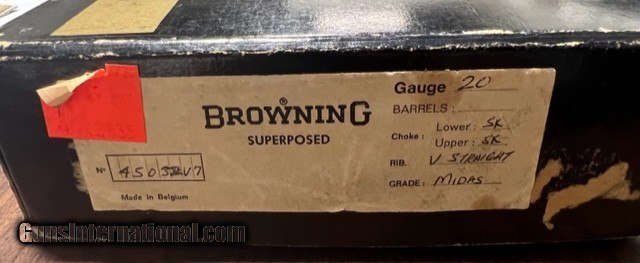 Gauge 20
BROWNING
®
SUPERPOSED
BARRELS:
Choke: Lower: SK
Upper: SK
RIB. V STRAIGHT
GRADE: MIDAS
Nº
Made in Belgium
GunsInternational.com